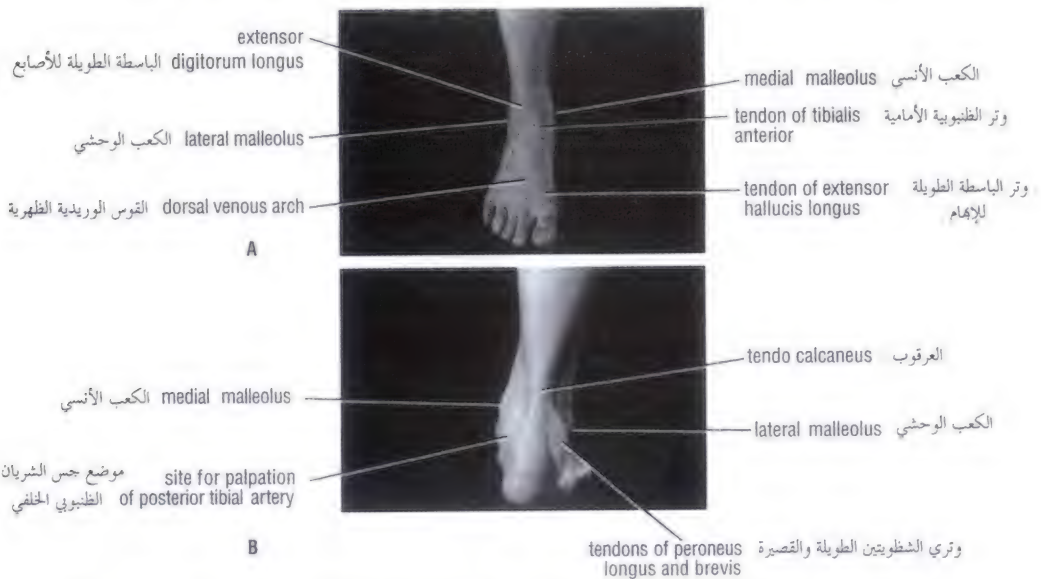 extensor
digitorum longus الباسطة الطويلة للأصابع
lateral malleolus الكعب الوحشي
dorsal venous arch القوس الوريدية الظهرية
A
medial malleolus الكعب الأنسي
tendon of tibialis وتر الظنبوبية الأمامية
anterior
tendon of extensor وتر الباسطة الطويلة
hallucis longus للإبهام
medial malleolus الكعب الأنسي
site for palpation موضع جس الشريان
of posterior tibial artery الظنبوبي الخلفي
B
tendo calcaneus العرقوب
lateral malleolus الكعب الوحشي
tendons of peroneus وتري الشظويتين الطويلة والقصيرة
longus and brevis